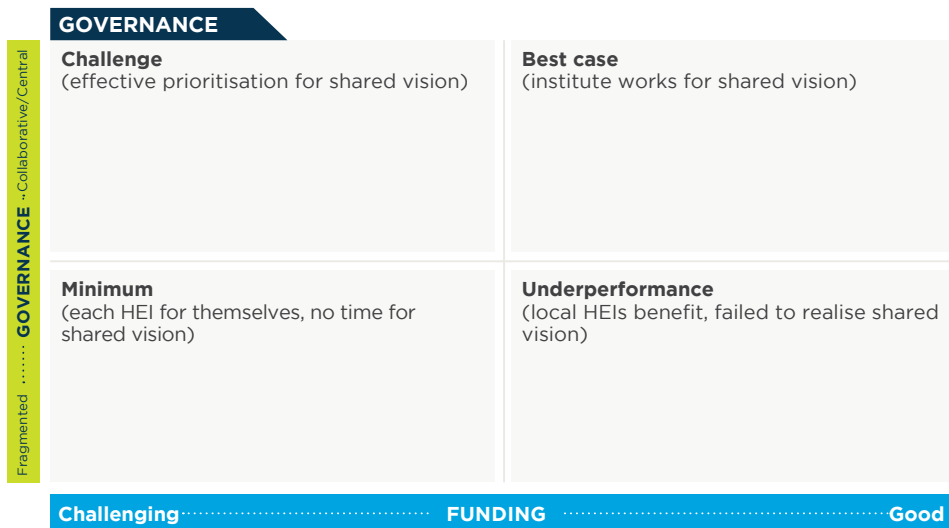 GOVERNANCE
Challenge
(effective prioritisation for shared vision)
Best case
(institute works for shared vision)
Minimum
(each HEI for themselves, no time for
shared vision)
Underperformance
(local HEIs benefit, failed to realise shared
vision)
Fragmented ....... GOVERNANCE ..Collaborative/Central
Challenging........................................ FUNDING ....................................................Good